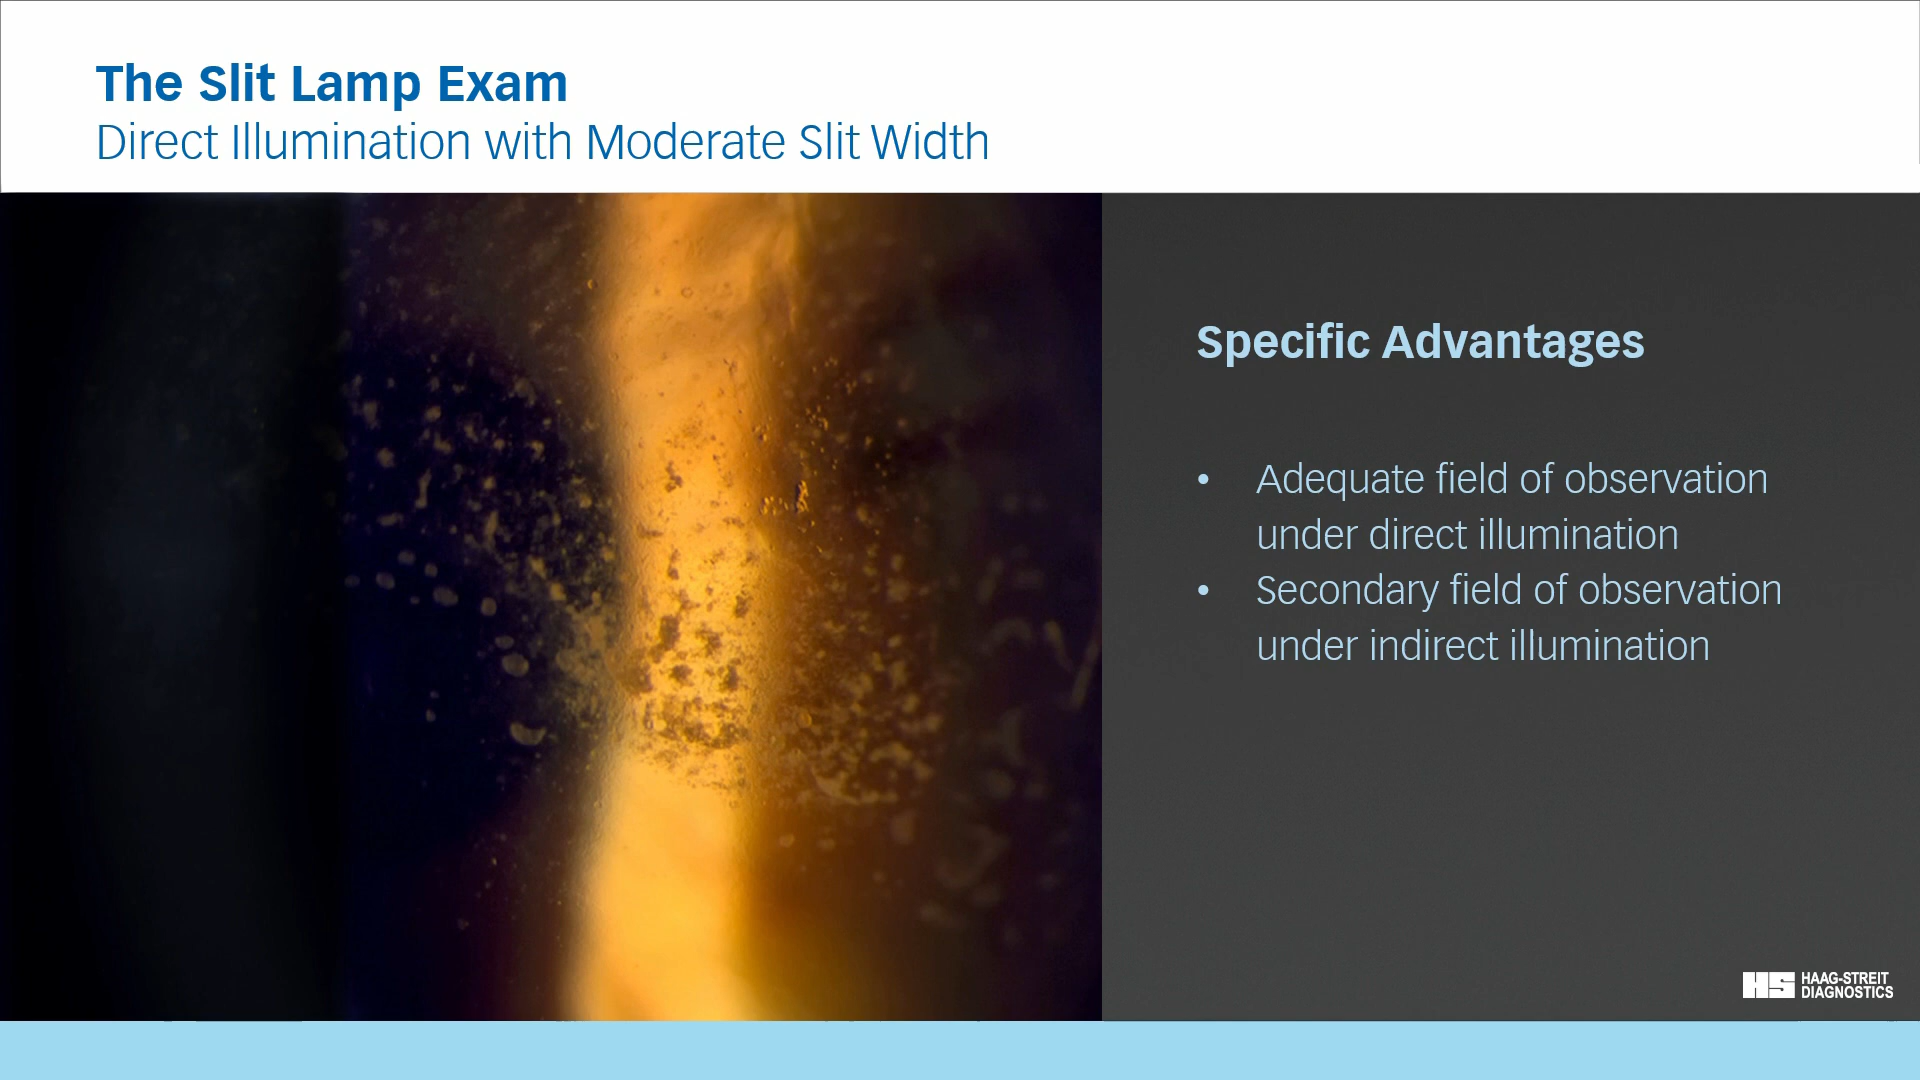 The Slit Lamp Exam
Direct Illumination with Moderate Slit Width
Specific Advantages
• Adequate field of observation
under direct illumination
• Secondary field of observation
under indirect illumination
HS HAAG-STREIT
DIAGNOSTICS